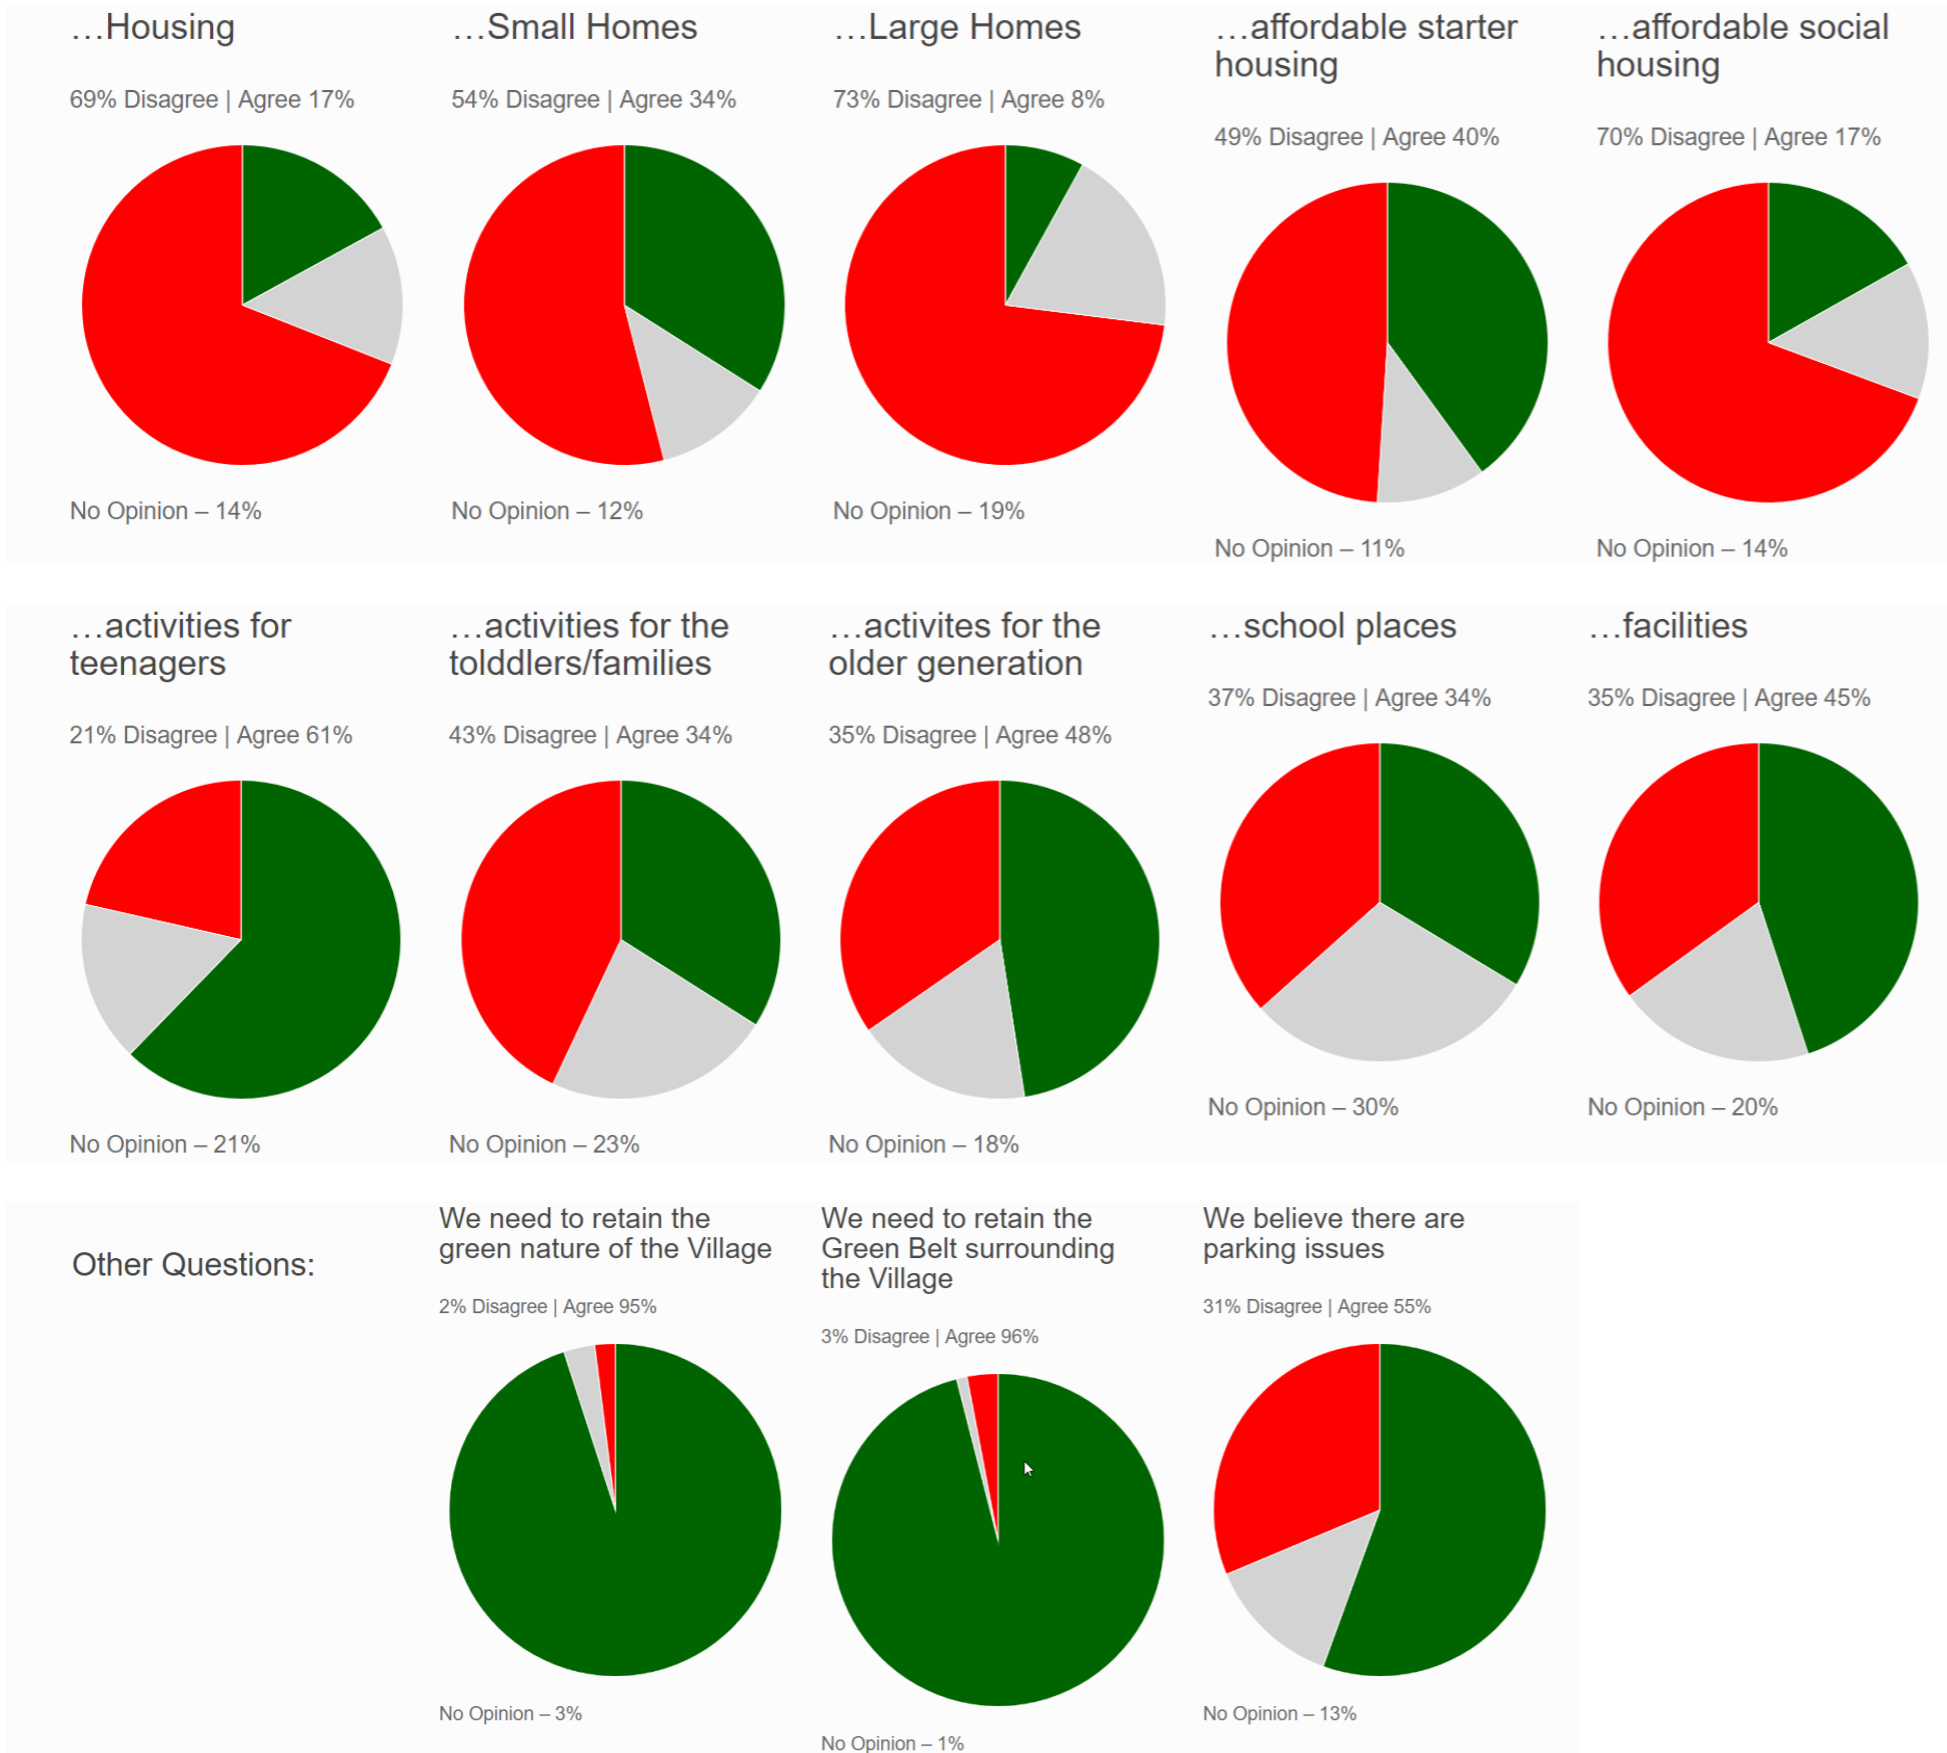 …Housing
69% Disagree | Agree 17%
No Opinion – 14%
…Small Homes
54% Disagree | Agree 34%
No Opinion – 12%
…Large Homes
73% Disagree | Agree 8%
No Opinion – 19%
…affordable starter
housing
49% Disagree | Agree 40%
No Opinion – 11%
…affordable social
housing
70% Disagree | Agree 17%
No Opinion – 14%
…activities for
teenagers
21% Disagree | Agree 61%
No Opinion – 21%
…activities for the
tolddlers/families
43% Disagree | Agree 34%
No Opinion – 23%
…activites for the
older generation
35% Disagree | Agree 48%
No Opinion – 18%
…school places
37% Disagree | Agree 34%
No Opinion – 30%
…facilities
35% Disagree | Agree 45%
No Opinion – 20%
Other Questions:
We need to retain the
green nature of the Village
2% Disagree | Agree 95%
No Opinion – 3%
We need to retain the
Green Belt surrounding
the Village
3% Disagree | Agree 96%
No Opinion – 1%
We believe there are
parking issues
31% Disagree | Agree 55%
No Opinion – 13%